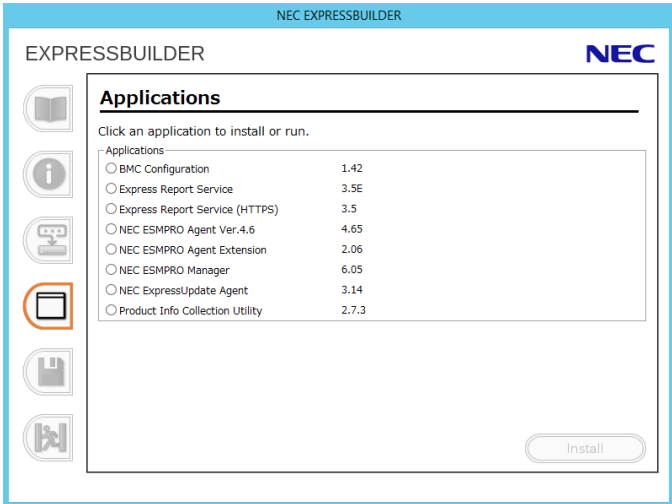 NEC EXPRESSBUILDER
EXPRESSBUILDER NEC
Applications
Click an application to install or run.
Applications
BMC Configuration 1.42
Express Report Service 3.5E
Express Report Service (HTTPS) 3.5
NEC ESMPRO Agent Ver.4.6 4.65
NEC ESMPRO Agent Extension 2.06
NEC ESMPRO Manager 6.05
NEC ExpressUpdate Agent 3.14
Product Info Collection Utility 2.7.3
Install